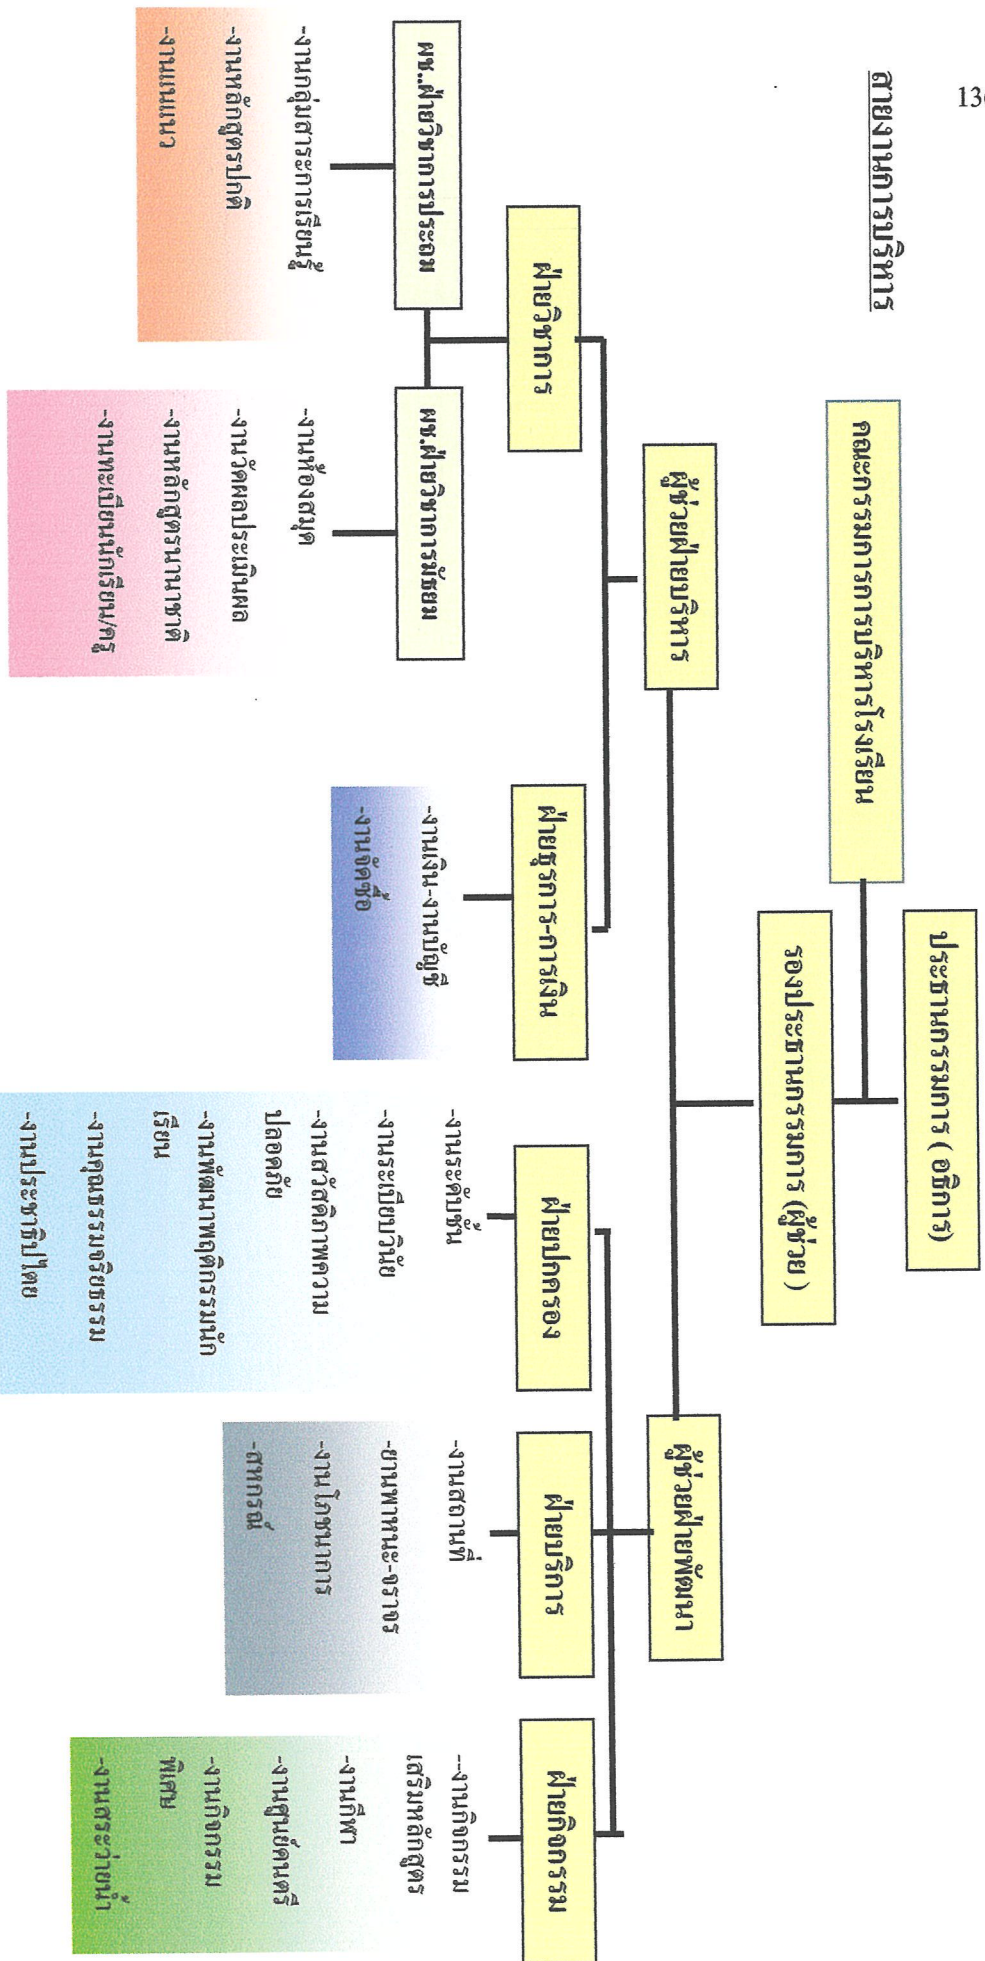 136
สายงานการบริหาร
ประธานกรรมการ ( อธิการ)
คณะกรรมการการบริหารโรงเรียน
รองประธานกรรมการ (ผู้ช่วย )
ผู้ช่วยฝ่ายบริหาร
ผู้ช่วยฝ่ายพัฒนา
ฝ่ายวิชาการ
ฝ่ายธุรการ-การเงิน
ฝ่ายปกครอง
ฝ่ายบริการ
ฝ่ายกิจกรรม
ผช.ฝ่ายวิชาการประถม
ผช.ฝ่ายวิชาการมัธยม
-งานกลุ่มสาระการเรียนรู้
-งานหลักสูตรปกติ
-งานแนะแนว
-งานห้องสมุด
-งานวัดผลประเมินผล
-งานหลักสูตรนานาชาติ
-งานทะเบียนนักเรียน/ครู
-งานเงิน-งานบัญชี
-งานจัดซื้อ
-งานระดับชั้น
-งานระเบียบวินัย
-งานสวัสดิภาพความ
ปลอดภัย
-งานพัฒนาพฤติกรรมนัก
เรียน
-งานคุณธรรมจริยธรรม
-งานประชาธิปไตย
-งานสถานที่
-ยานพาหนะ-จราจร
-งานโภชนาการ
-สหกรณ์
--งานกิจกรรม
เสริมหลักสูตร
-งานกีฬา
-งานศูนย์ดนตรี
-งานกิจกรรม
พิเศษ
-งานสระว่ายน้ำ